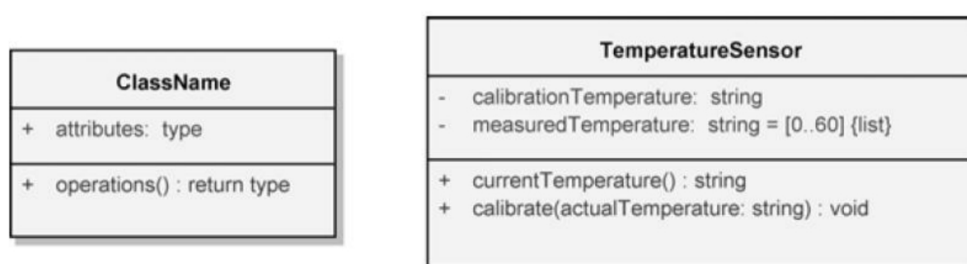 ClassName
+ attributes: type
+ operations() : return type
TemperatureSensor
- calibrationTemperature: string
- measuredTemperature: string = [0..60] {list}
+ currentTemperature() : string
+ calibrate(actualTemperature: string) : void